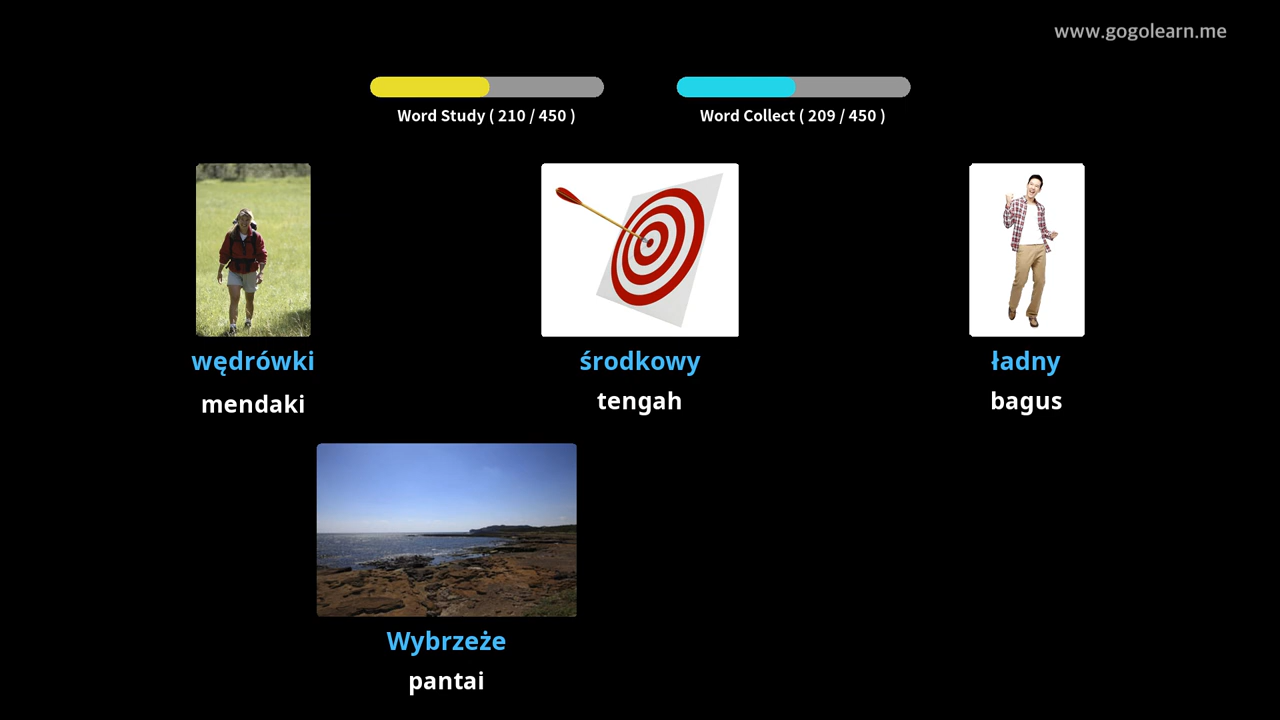 www.gogolearn.me
Word Study ( 210 / 450 )
Word Collect ( 209 / 450 )
wędrówki
mendaki
środkowy
tengah
ładny
bagus
Wybrzeże
pantai